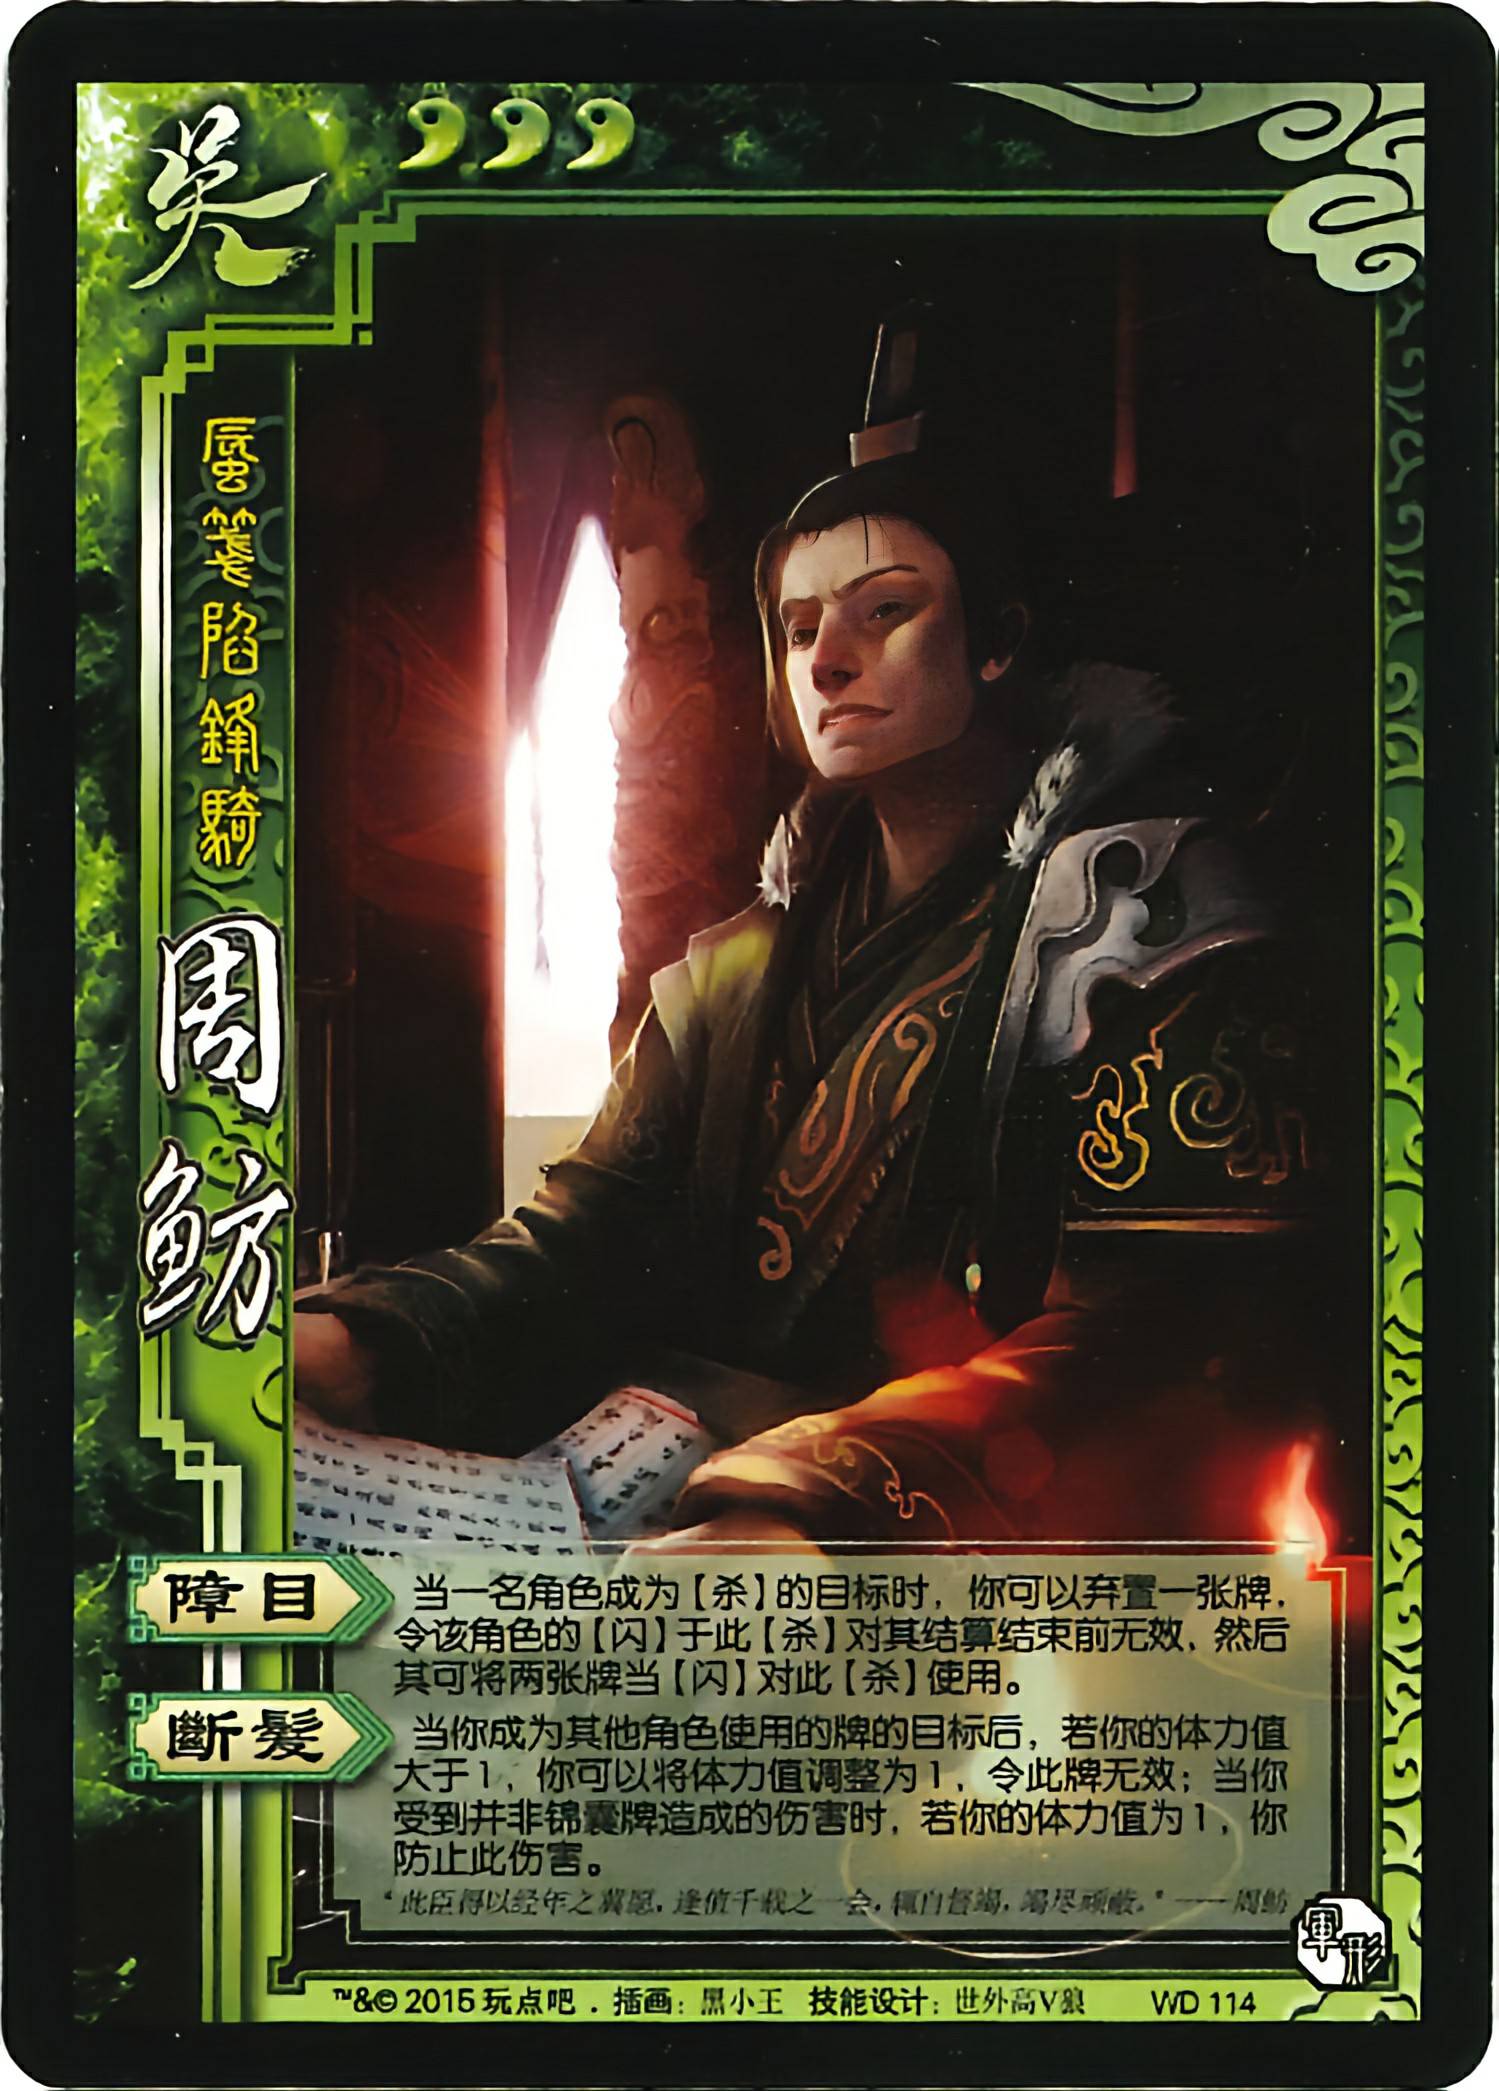 吴
蜃笺陷鋒騎
周鲂
障目
当一名角色成为【杀】的目标时，你可以弃置一张牌，
令该角色的【闪】于此【杀】对其结算结束前无效，然后
其可将两张牌当【闪】对此【杀】使用。
斷髮
当你成为其他角色使用的牌的目标后，若你的体力值
大于1，你可以将体力值调整为1，令此牌无效；当你
受到并非锦囊牌造成的伤害时，若你的体力值为1，你
防止此伤害。
“此臣得以经年之冀愿，逢值千载之一会，辄自督竭，竭尽顽蔽。”——周鲂
軍形
™&© 2015 玩点吧 . 插画：黑小王 技能设计：世外高V狼 WD 114